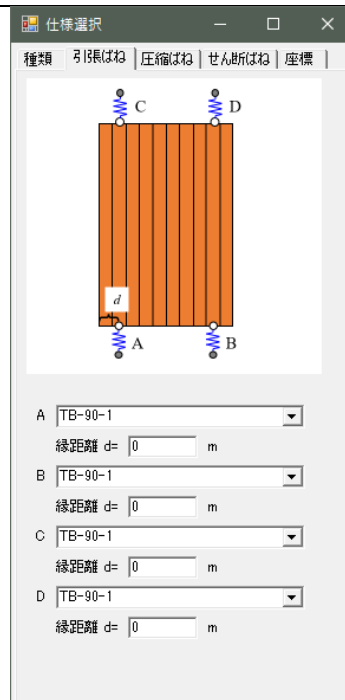 仕様選択
種類 引張ばね 圧縮ばね せん断ばね 座標
C D
d
A B
A TB-90-1
縁距離 d= 0 m
B TB-90-1
縁距離 d= 0 m
C TB-90-1
縁距離 d= 0 m
D TB-90-1
縁距離 d= 0 m